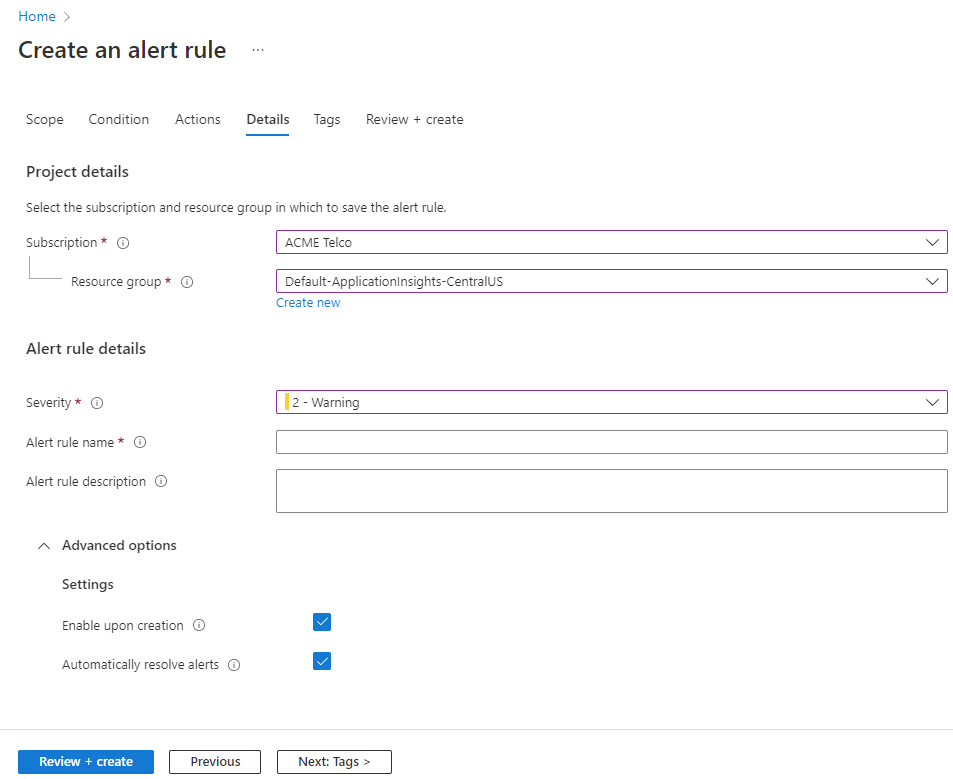 Home >
Create an alert rule ...
Scope Condition Actions Details Tags Review + create
Project details
Select the subscription and resource group in which to save the alert rule.
Subscription * ACME Telco
Resource group * Default-ApplicationInsights-CentralUS
Create new
Alert rule details
Severity * 2 - Warning
Alert rule name *
Alert rule description
Advanced options
Settings
Enable upon creation
Automatically resolve alerts
Review + create Previous Next: Tags >